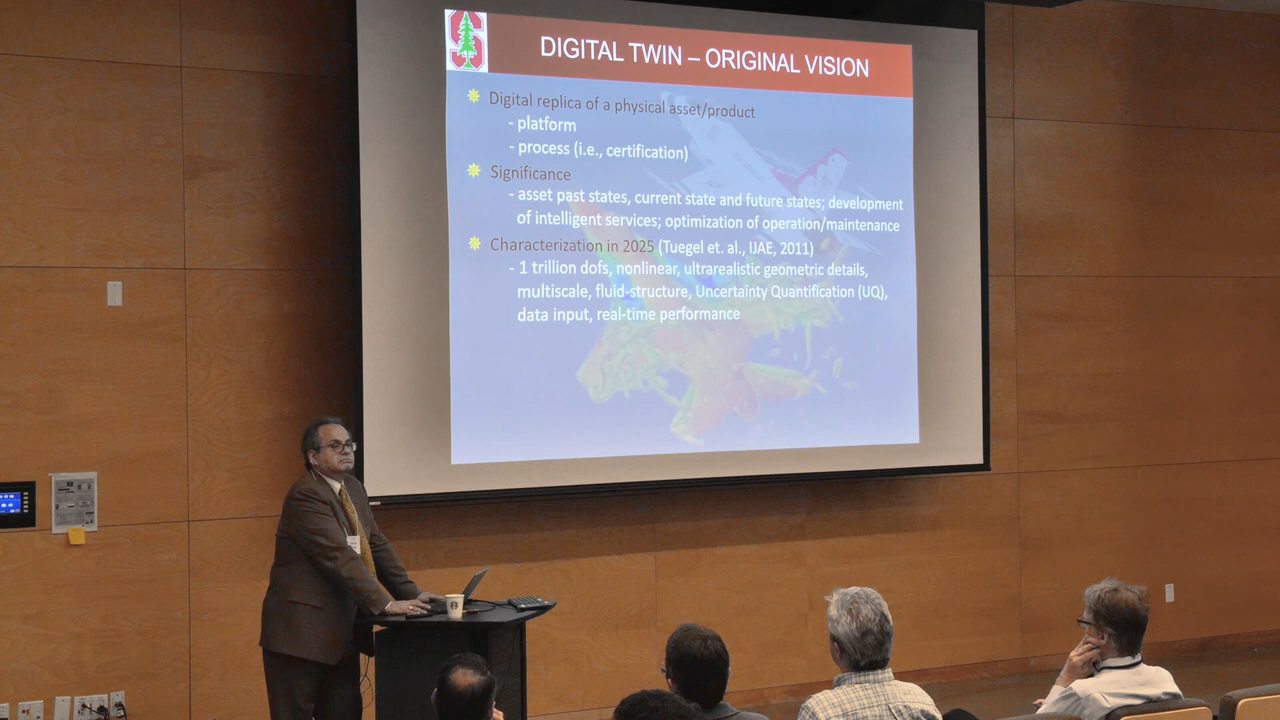 DIGITAL TWIN – ORIGINAL VISION
Digital replica of a physical asset/product
- platform
- process (i.e., certification)
Significance
- asset past states, current state and future states; development
of intelligent services; optimization of operation/maintenance
Characterization in 2025 (Tuegel et. al., IJAE, 2011)
- 1 trillion dofs, nonlinear, ultrarealistic geometric details,
multiscale, fluid-structure, Uncertainty Quantification (UQ),
data input, real-time performance